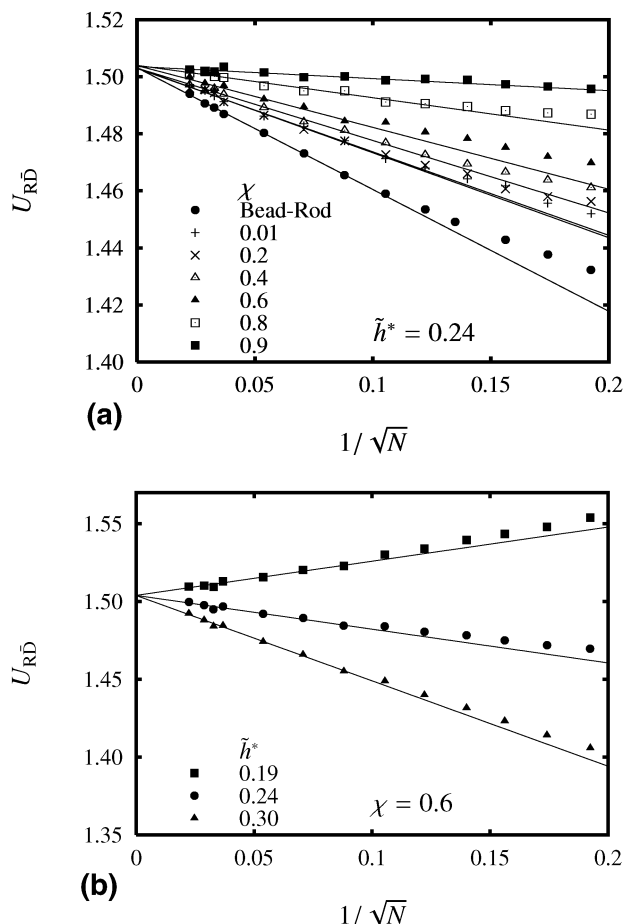 1.52
1.50
1.48
1.46
1.44
1.42
1.40
U_RD̄
χ
Bead-Rod
0.01
0.2
0.4
0.6
0.8
0.9
h̃* = 0.24
0 0.05 0.1 0.15 0.2
(a)
1/√N
1.55
1.50
1.45
1.40
1.35
U_RD̄
h̃*
0.19
0.24
0.30
χ = 0.6
0 0.05 0.1 0.15 0.2
(b)
1/√N